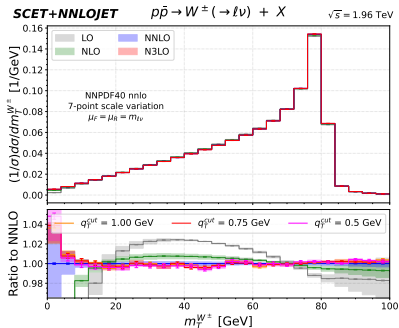 SCET+NNLOJET pp̄ → W± (→ ℓν) + X √s = 1.96 TeV
(1/σ)dσ/dm_T^{W±} [1/GeV]
0.16
0.14
0.12
0.10
0.08
0.06
0.04
0.02
0.00
LO NNLO
NLO N3LO
NNPDF40 nnlo
7-point scale variation
μ_F = μ_R = m_{ℓν}
Ratio to NNLO
1.04
1.02
1.00
0.98
q_T^{cut} = 1.00 GeV q_T^{cut} = 0.75 GeV q_T^{cut} = 0.5 GeV
0 20 40 60 80 100
m_T^{W±} [GeV]